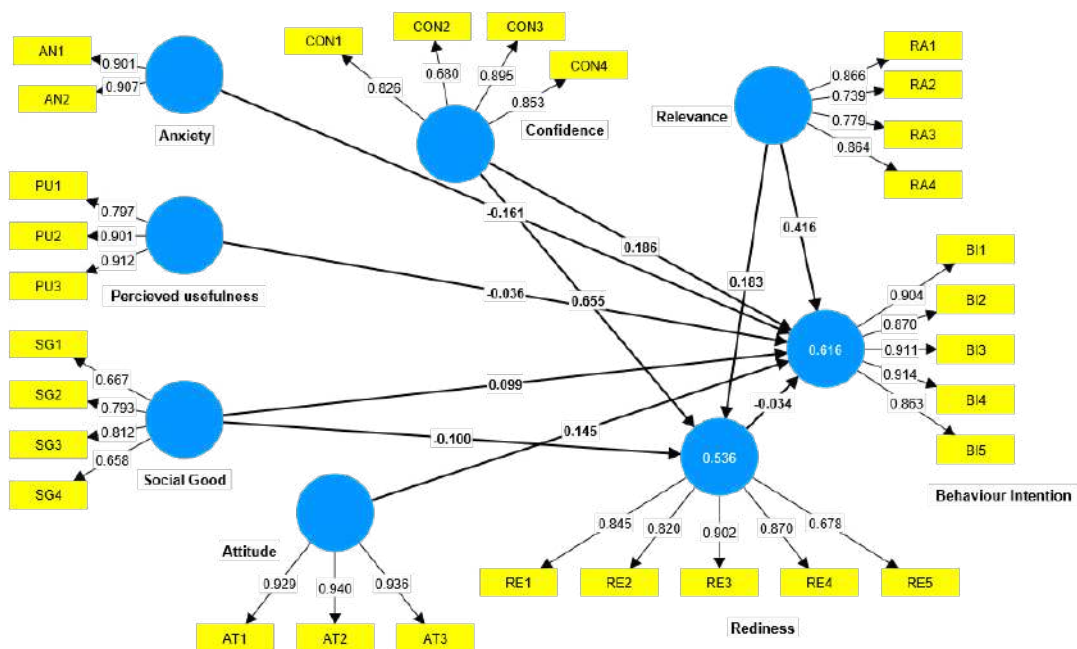 AN1
0.901
AN2
0.907
Anxiety
CON1
CON2
CON3
CON4
0.826
0.680
0.895
0.853
Confidence
Relevance
RA1
0.866
RA2
0.739
0.779
RA3
0.864
RA4
PU1
0.797
PU2
0.901
0.912
PU3
Percieved usefulness
-0.161
0.186
0.416
0.183
-0.036
0.655
BI1
0.904
BI2
0.870
0.911
BI3
0.914
BI4
0.863
BI5
Behaviour Intention
0.616
SG1
0.667
SG2
0.793
SG3
0.812
0.658
SG4
Social Good
0.099
-0.034
0.145
-0.100
0.536
Attitude
0.929
0.940
0.936
AT1
AT2
AT3
0.845
0.820
0.902
0.870
0.678
RE1
RE2
RE3
RE4
RE5
Rediness